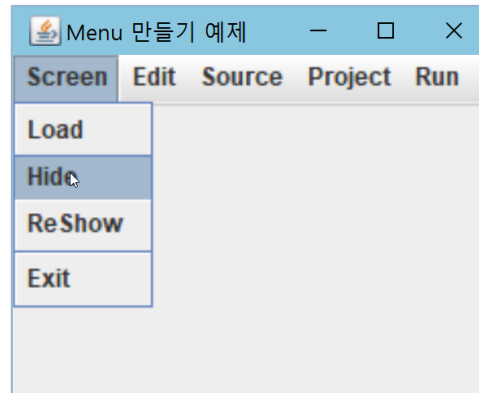 Menu 만들기 예제
Screen Edit Source Project Run
Load
Hide
ReShow
Exit